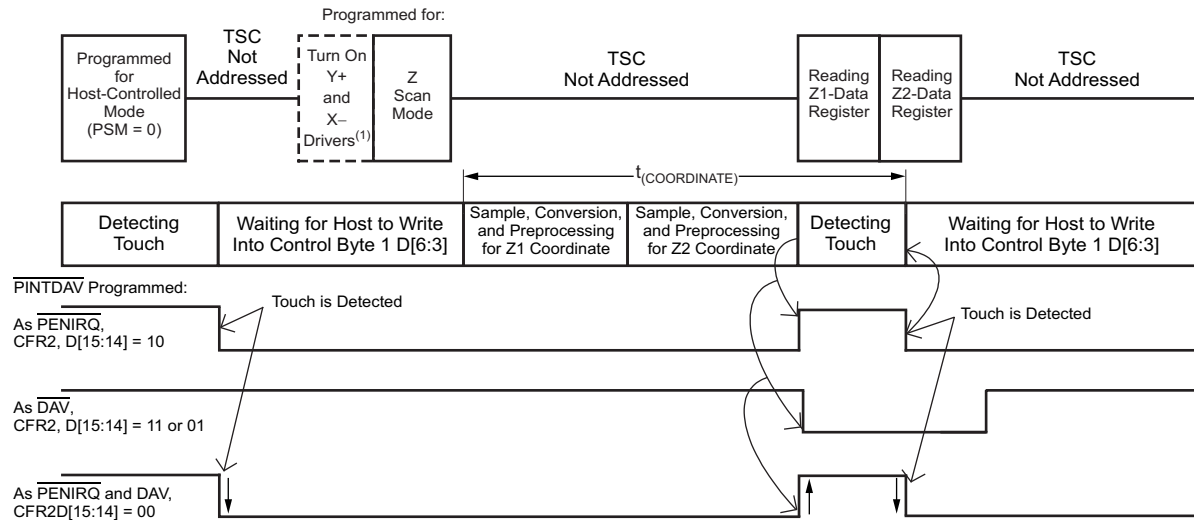 Programmed for:
Programmed
for
Host-Controlled
Mode
(PSM = 0)
TSC
Not
Addressed
Turn On
Y+
and
X−
Drivers(1)
Z
Scan
Mode
TSC
Not Addressed
Reading
Z1-Data
Register
Reading
Z2-Data
Register
TSC
Not Addressed
t(COORDINATE)
Detecting
Touch
Waiting for Host to Write
Into Control Byte 1 D[6:3]
Sample, Conversion,
and Preprocessing
for Z1 Coordinate
Sample, Conversion,
and Preprocessing
for Z2 Coordinate
Detecting
Touch
Waiting for Host to Write
Into Control Byte 1 D[6:3]
PINTDAV Programmed:
Touch is Detected
As PENIRQ,
CFR2, D[15:14] = 10
Touch is Detected
As DAV,
CFR2, D[15:14] = 11 or 01
As PENIRQ and DAV,
CFR2D[15:14] = 00